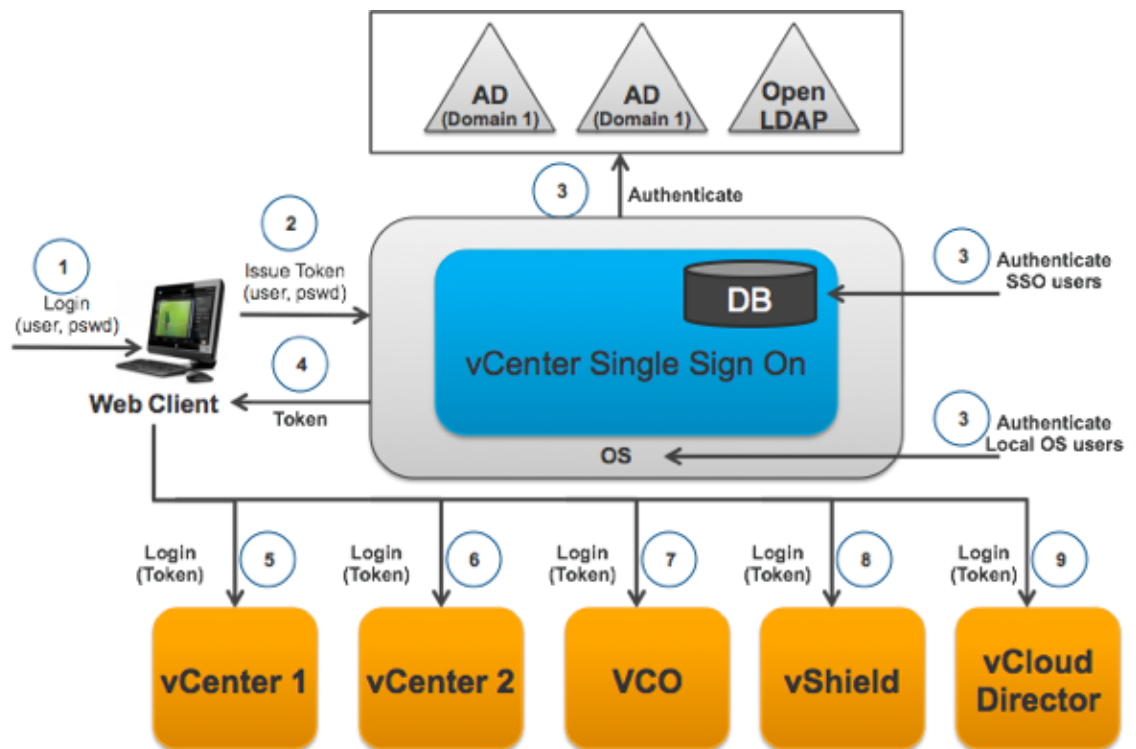 AD
(Domain 1)
AD
(Domain 1)
Open
LDAP
3
Authenticate
2
1
Issue Token
(user, pswd)
Login
(user, pswd)
DB
3
Authenticate
SSO users
vCenter Single Sign On
4
Token
Web Client
3
Authenticate
Local OS users
OS
Login
(Token)
5
Login
(Token)
6
Login
(Token)
7
Login
(Token)
8
Login
(Token)
9
vCenter 1
vCenter 2
VCO
vShield
vCloud
Director